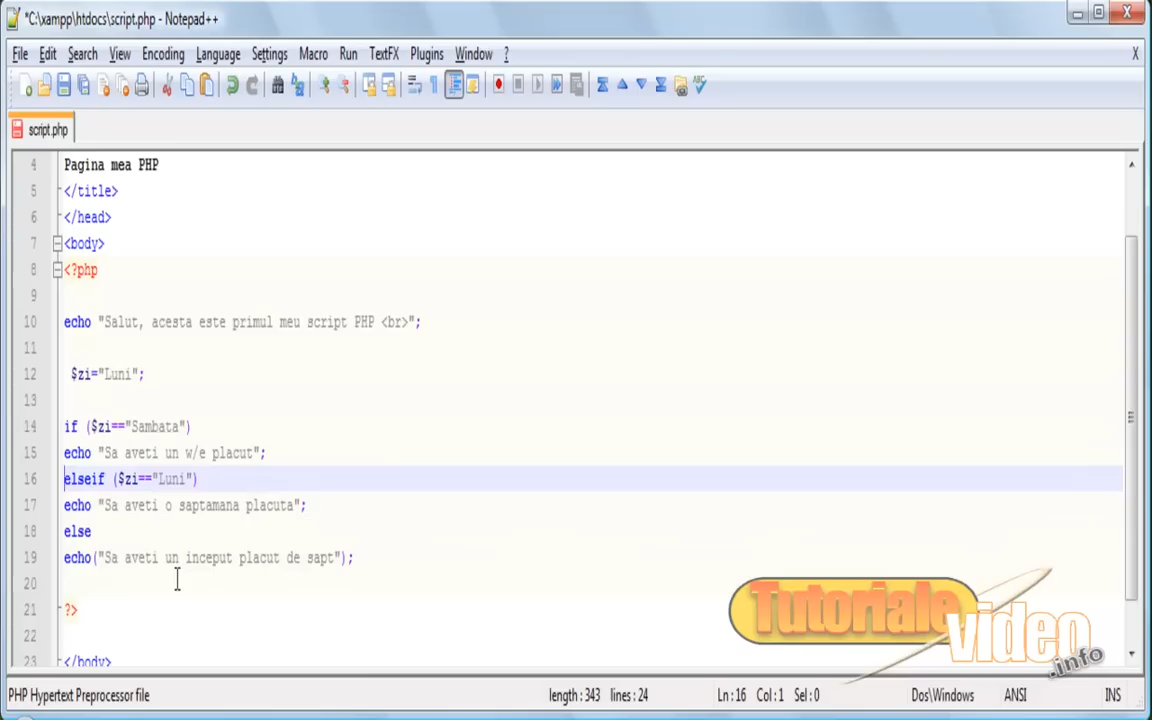 *C:\xampp\htdocs\script.php - Notepad++
File Edit Search View Encoding Language Settings Macro Run TextFX Plugins Window ? X
script.php
4 Pagina mea PHP
5 </title>
6 </head>
7 <body>
8 <?php
9
10 echo "Salut, acesta este primul meu script PHP <br>";
11
12 $zi="Luni";
13
14 if ($zi=="Sambata")
15 echo "Sa aveti un w/e placut";
16 elseif ($zi=="Luni")
17 echo "Sa aveti o saptamana placuta";
18 else
19 echo("Sa aveti un inceput placut de sapt");
20
21 ?>
22
23 </body>
Tutoriale
video
.info
PHP Hypertext Preprocessor file length : 343 lines : 24 Ln : 16 Col : 1 Sel : 0 Dos\Windows ANSI INS